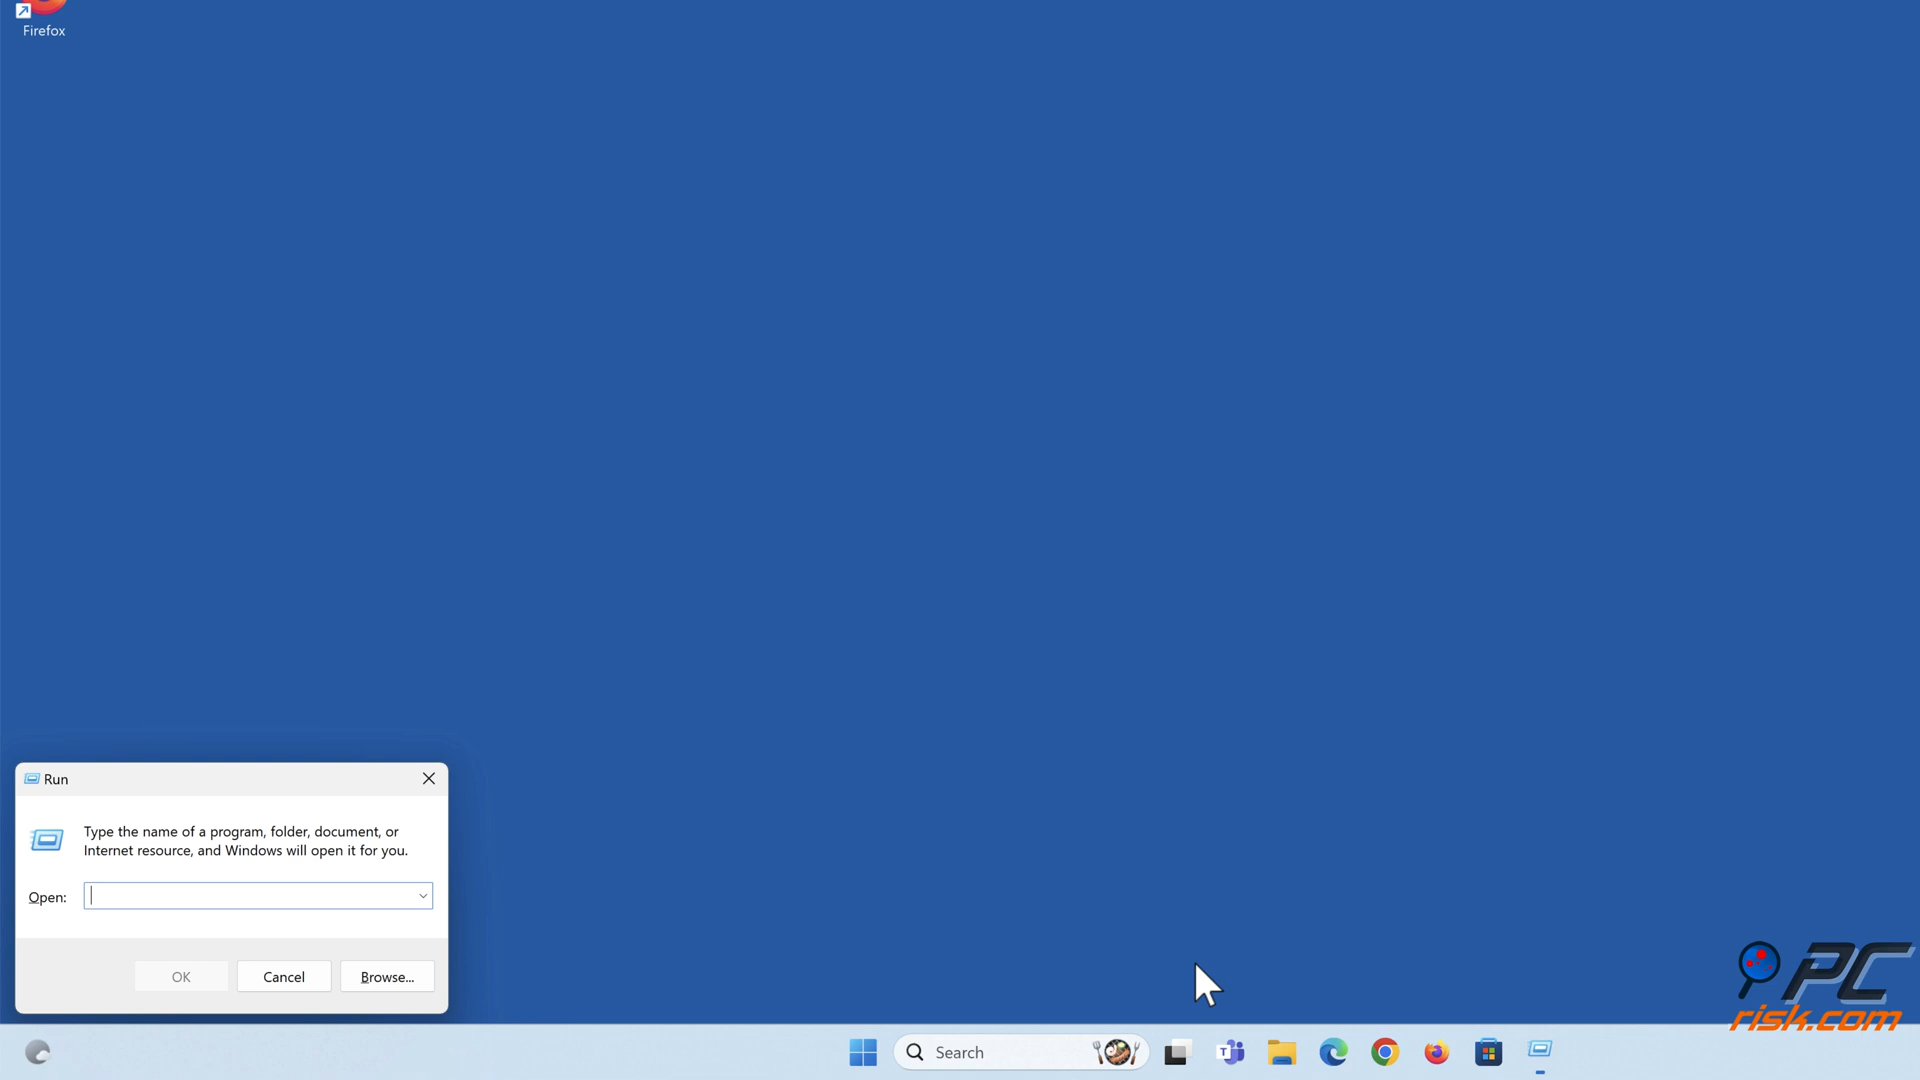 Firefox
Run
Type the name of a program, folder, document, or
Internet resource, and Windows will open it for you.
Open:
OK
Cancel
Browse...
PC
risk.com
Search
T